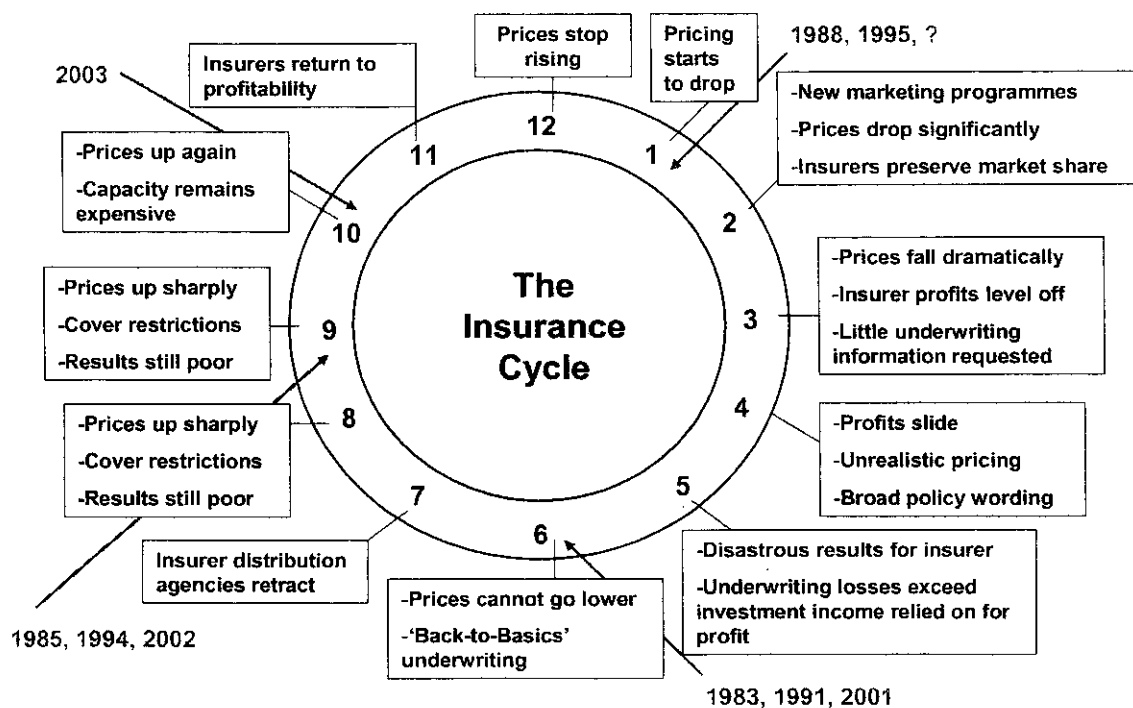 Prices stop
rising
12
Pricing
starts
to drop
1
1988, 1995, ?
-New marketing programmes
-Prices drop significantly
-Insurers preserve market share
2
-Prices fall dramatically
-Insurer profits level off
-Little underwriting
information requested
3
-Profits slide
-Unrealistic pricing
-Broad policy wording
4
-Disastrous results for insurer
-Underwriting losses exceed
investment income relied on for
profit
5
-Prices cannot go lower
-‘Back-to-Basics’
underwriting
6
1983, 1991, 2001
Insurer distribution
agencies retract
7
-Prices up sharply
-Cover restrictions
-Results still poor
8
-Prices up sharply
-Cover restrictions
-Results still poor
9
1985, 1994, 2002
-Prices up again
-Capacity remains
expensive
10
2003
Insurers return to
profitability
11
The
Insurance
Cycle